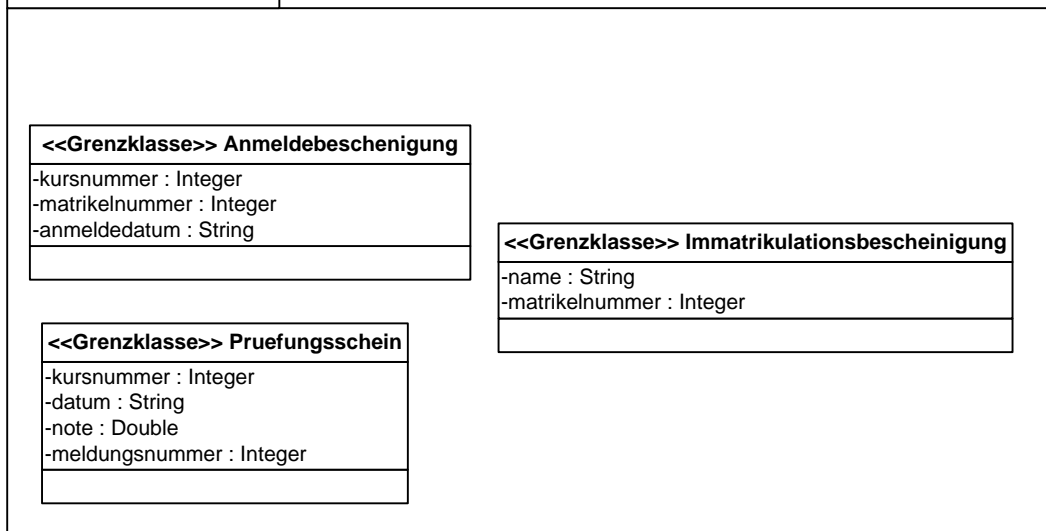 <<Grenzklasse>> Anmeldebeschenigung
-kursnummer : Integer
-matrikelnummer : Integer
-anmeldedatum : String
<<Grenzklasse>> Immatrikulationsbescheinigung
-name : String
-matrikelnummer : Integer
<<Grenzklasse>> Pruefungsschein
-kursnummer : Integer
-datum : String
-note : Double
-meldungsnummer : Integer